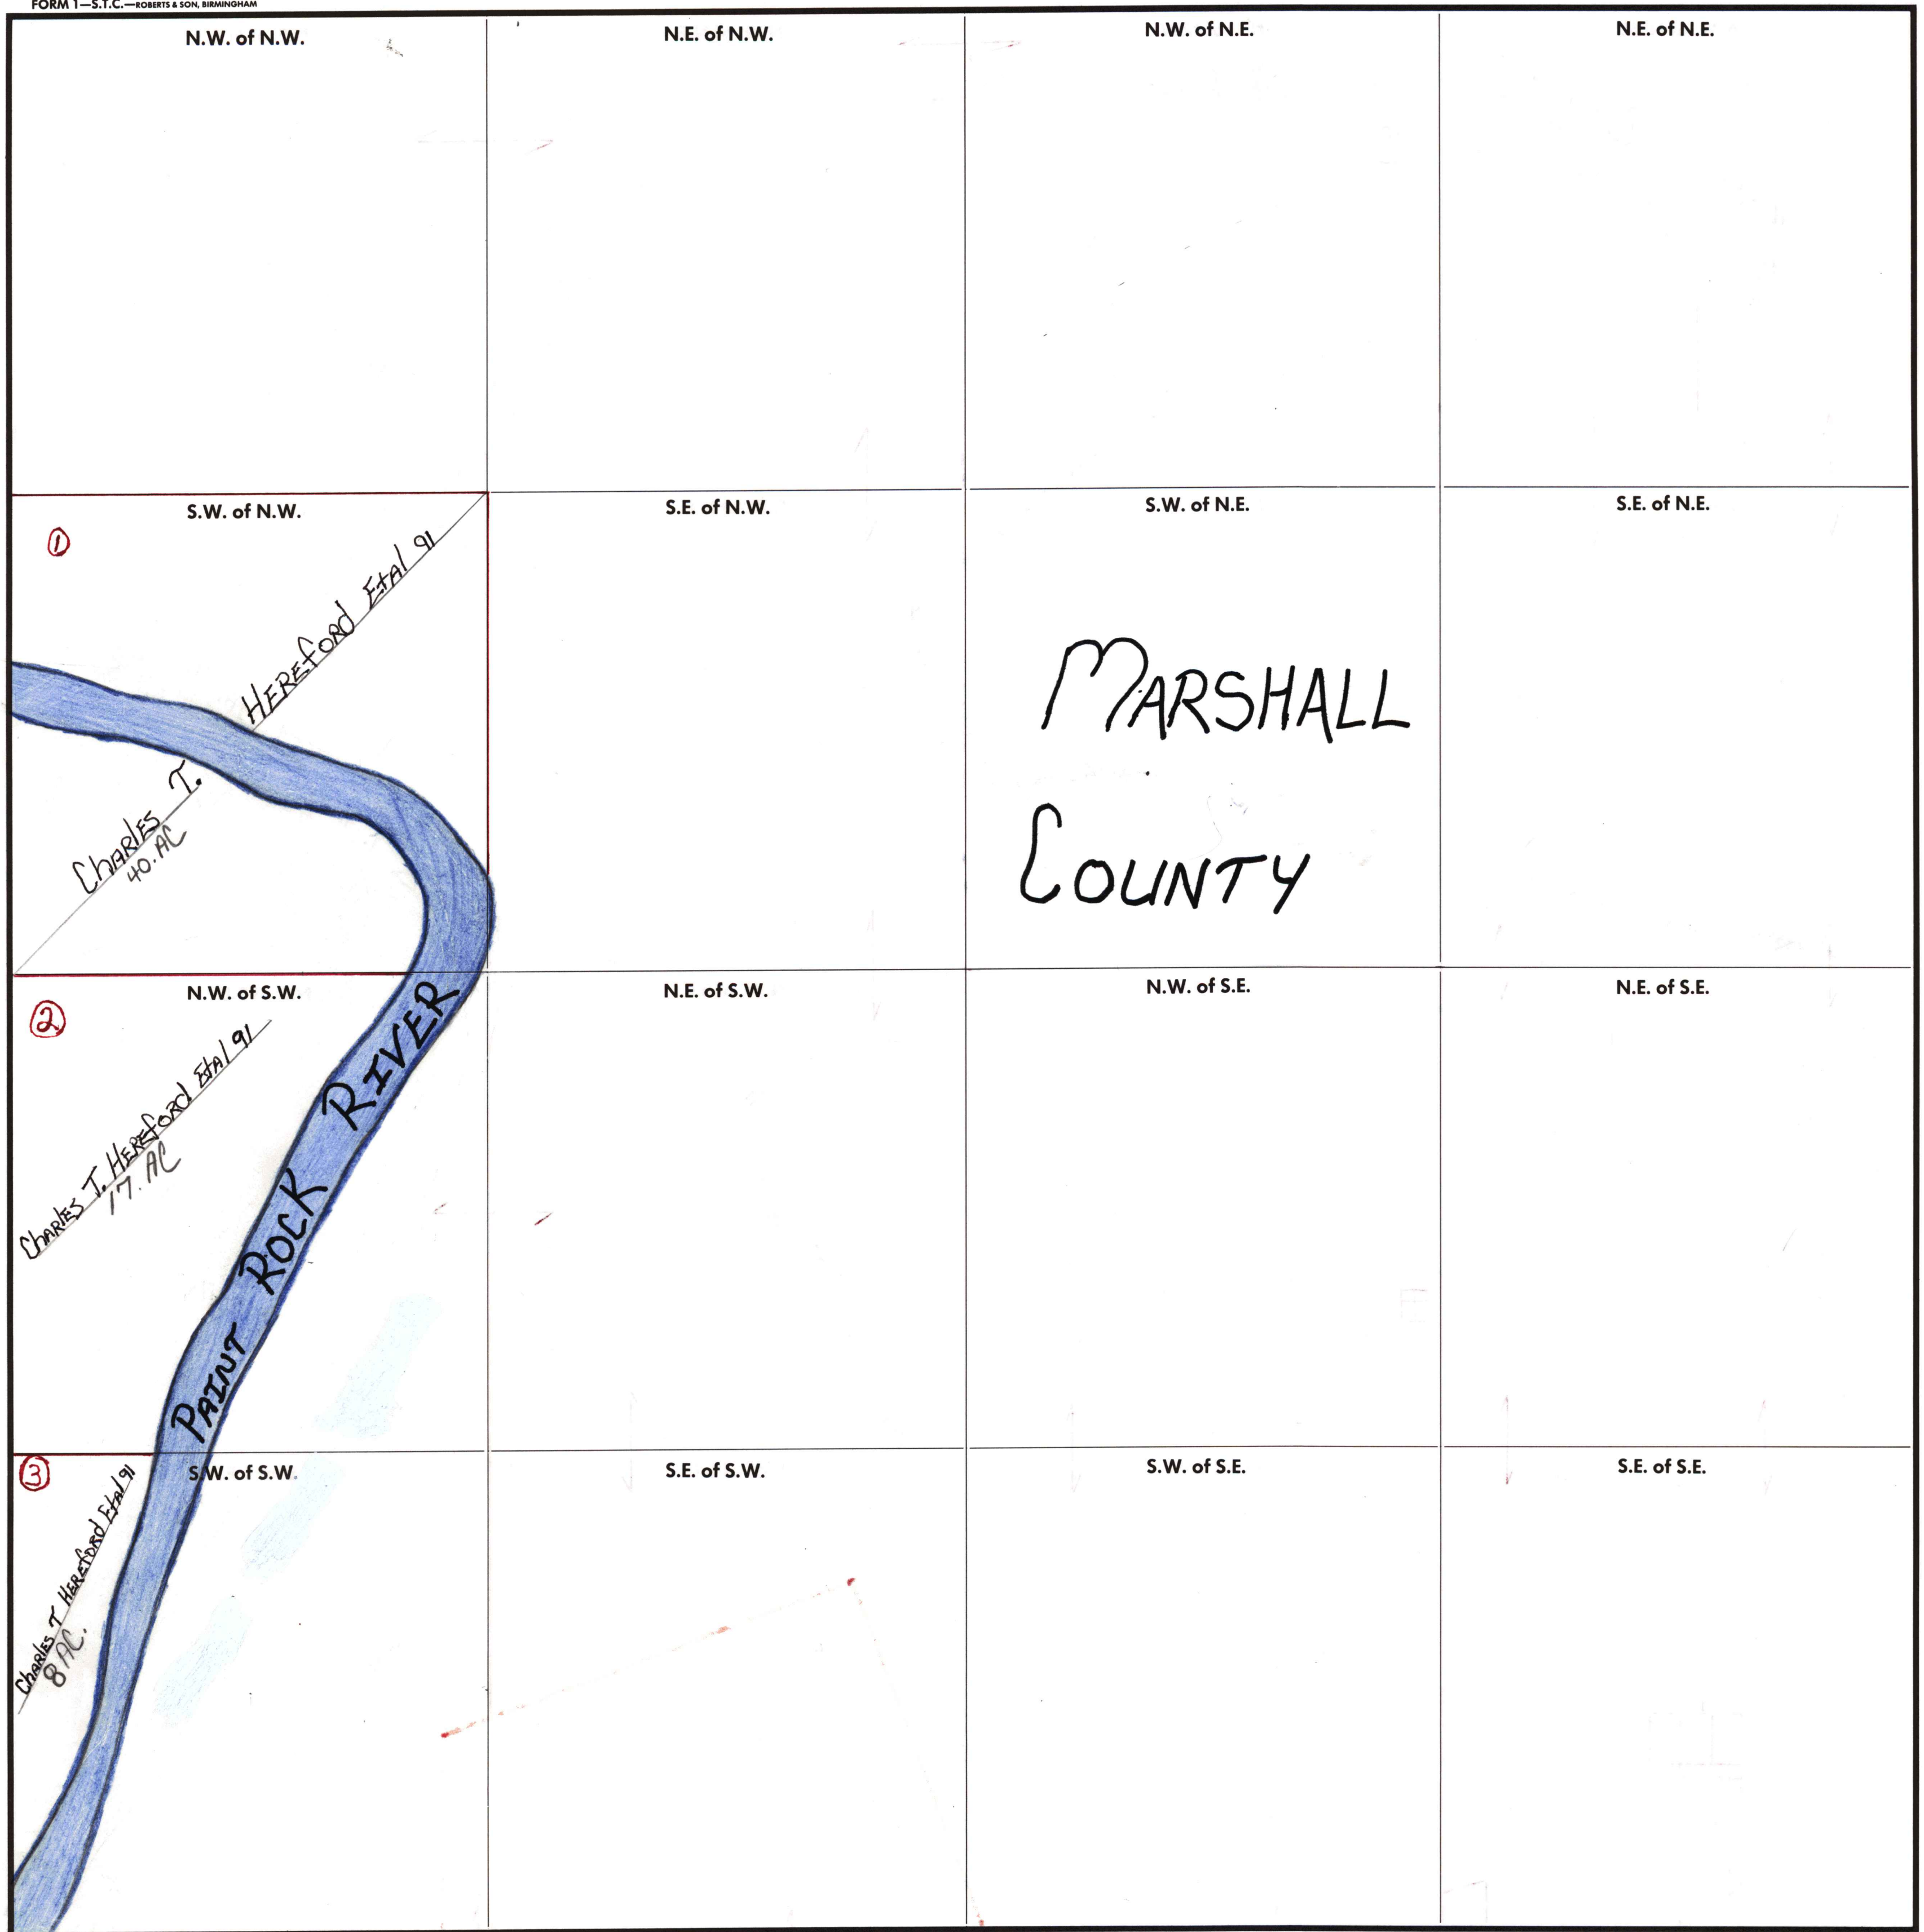 FORM 1—S.T.C.—ROBERTS & SON, BIRMINGHAM
N.W. of N.W.
N.E. of N.W.
N.W. of N.E.
N.E. of N.E.
S.W. of N.W.
S.E. of N.W.
S.W. of N.E.
S.E. of N.E.
1
CHARLES T. HEREFORD Etal 91
40. AC
MARSHALL
COUNTY
N.W. of S.W.
N.E. of S.W.
N.W. of S.E.
N.E. of S.E.
2
CHARLES T. HEREFORD Etal 91
17. AC
PAINT ROCK RIVER
S.W. of S.W.
S.E. of S.W.
S.W. of S.E.
S.E. of S.E.
3
CHARLES T HEREFORD Etal 91
8 AC.